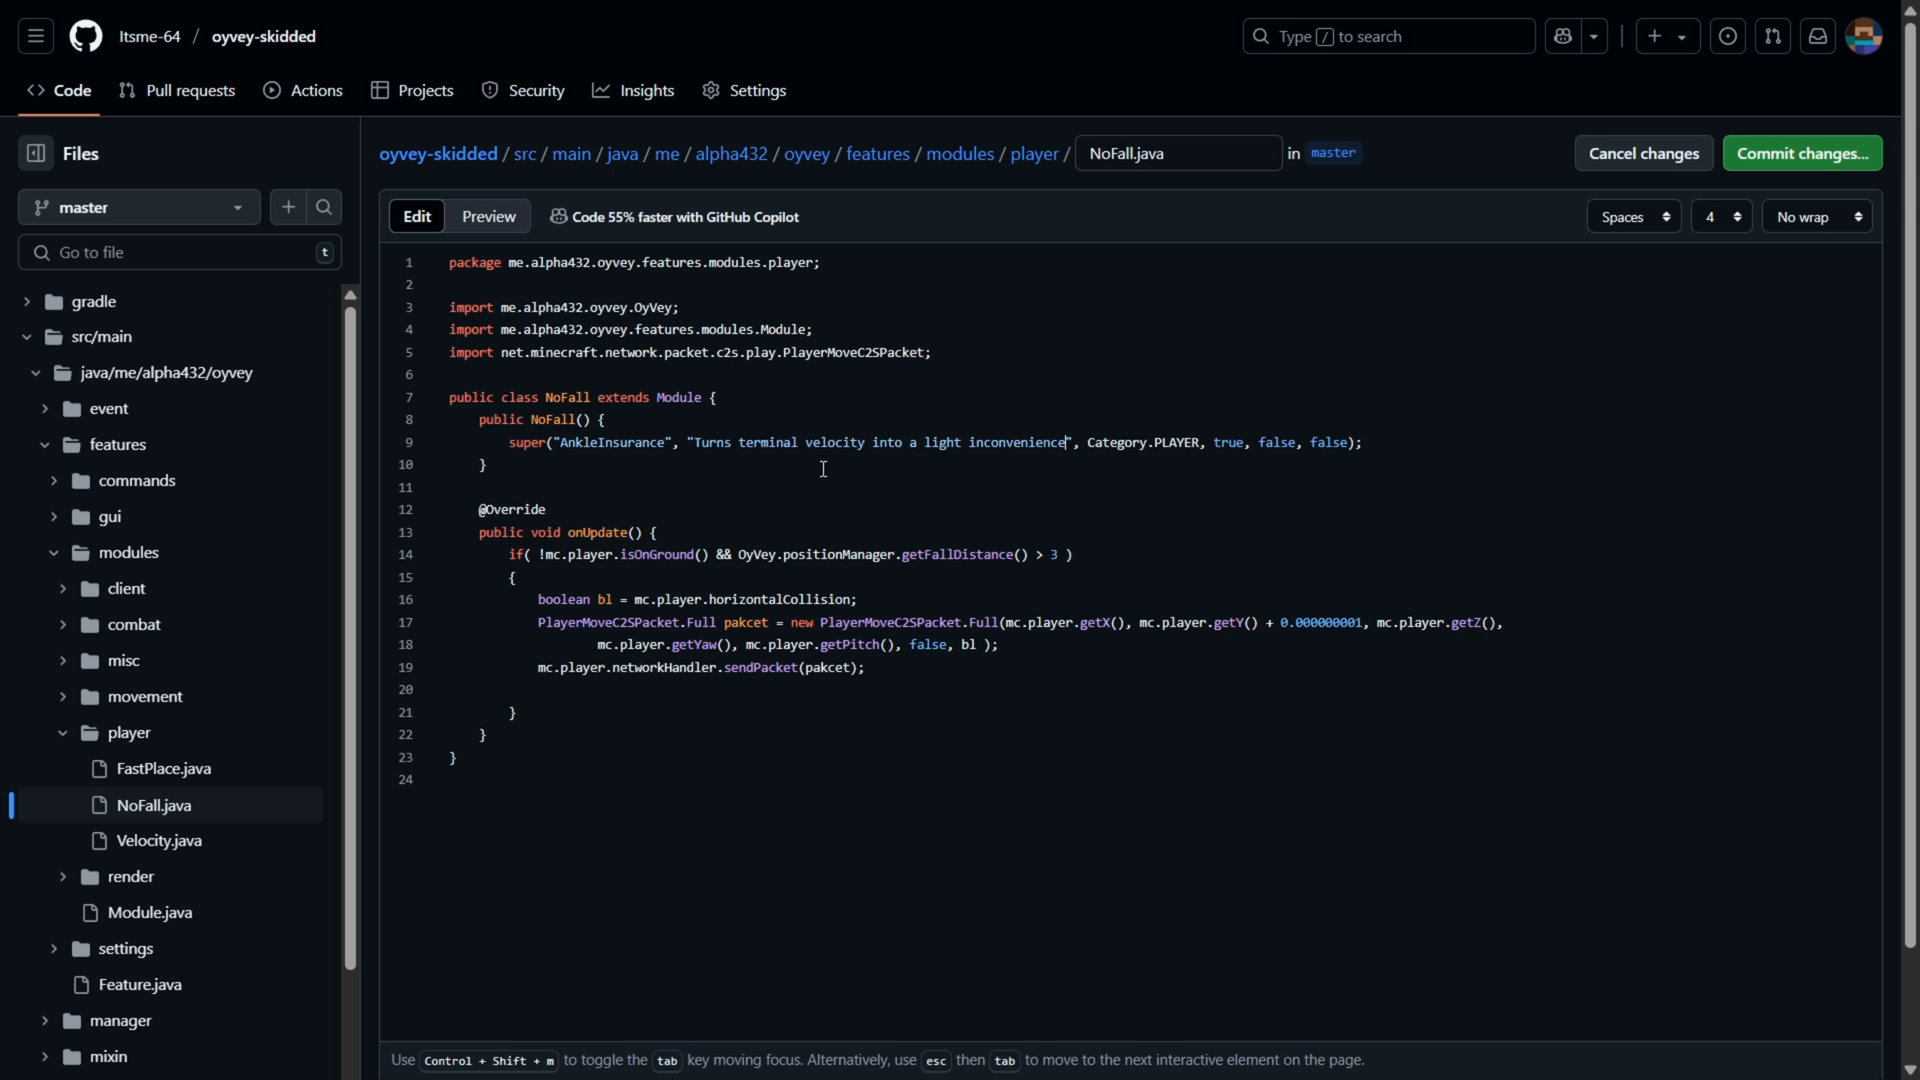 Itsme-64 / oyvey-skidded
Type / to search
Code
Pull requests
Actions
Projects
Security
Insights
Settings
Files
master
Go to file
t
gradle
src/main
java/me/alpha432/oyvey
event
features
commands
gui
modules
client
combat
misc
movement
player
FastPlace.java
NoFall.java
Velocity.java
render
Module.java
settings
Feature.java
manager
mixin
oyvey-skidded / src / main / java / me / alpha432 / oyvey / features / modules / player / NoFall.java in master
Cancel changes
Commit changes...
Edit
Preview
Code 55% faster with GitHub Copilot
Spaces
4
No wrap
1 package me.alpha432.oyvey.features.modules.player;
2
3 import me.alpha432.oyvey.OyVey;
4 import me.alpha432.oyvey.features.modules.Module;
5 import net.minecraft.network.packet.c2s.play.PlayerMoveC2SPacket;
6
7 public class NoFall extends Module {
8 public NoFall() {
9 super("AnkleInsurance", "Turns terminal velocity into a light inconvenience", Category.PLAYER, true, false, false);
10 }
11
12 @Override
13 public void onUpdate() {
14 if( !mc.player.isOnGround() && OyVey.positionManager.getFallDistance() > 3 )
15 {
16 boolean bl = mc.player.horizontalCollision;
17 PlayerMoveC2SPacket.Full pakcet = new PlayerMoveC2SPacket.Full(mc.player.getX(), mc.player.getY() + 0.000000001, mc.player.getZ(),
18 mc.player.getYaw(), mc.player.getPitch(), false, bl );
19 mc.player.networkHandler.sendPacket(pakcet);
20
21 }
22 }
23 }
24
Use Control + Shift + m to toggle the tab key moving focus. Alternatively, use esc then tab to move to the next interactive element on the page.